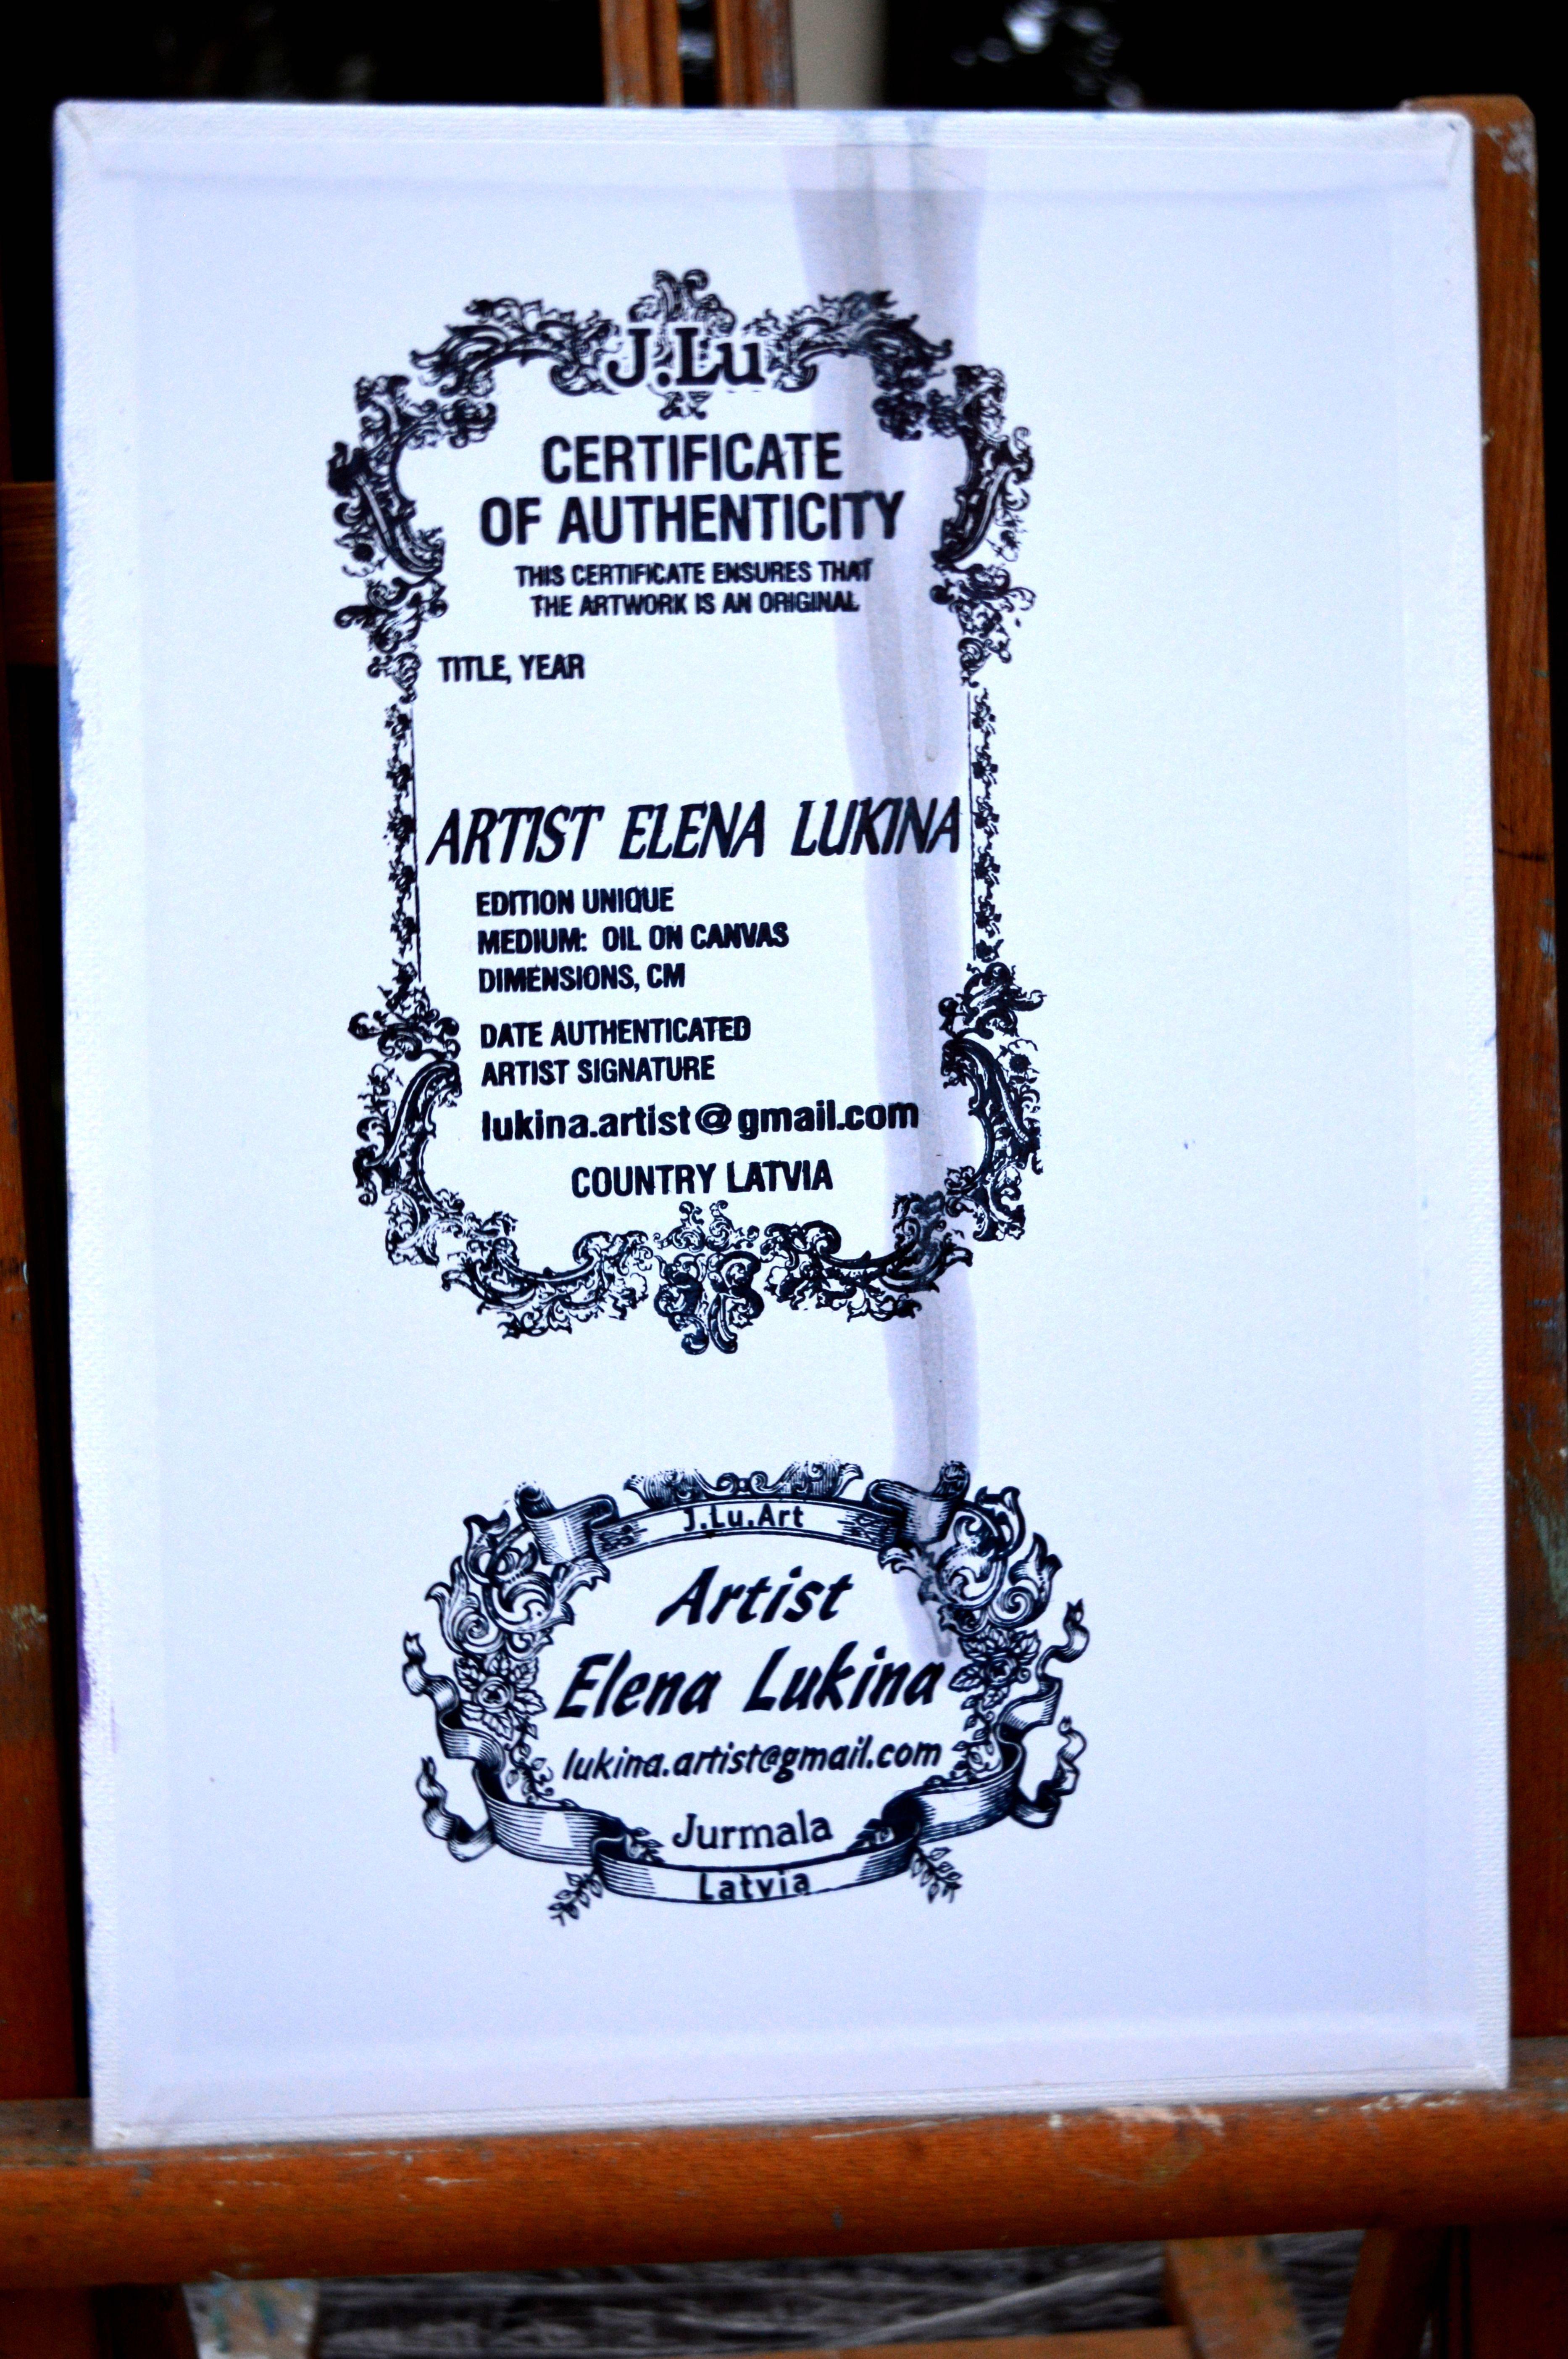 J.Lu
CERTIFICATE
OF AUTHENTICITY
THIS CERTIFICATE ENSURES THAT
THE ARTWORK IS AN ORIGINAL
TITLE, YEAR
ARTIST ELENA LUKINA
EDITION UNIQUE
MEDIUM: OIL ON CANVAS
DIMENSIONS, CM
DATE AUTHENTICATED
ARTIST SIGNATURE
lukina.artist@gmail.com
COUNTRY LATVIA
J.Lu.Art
Artist
Elena Lukina
lukina.artist@gmail.com
Jurmala
Latvia